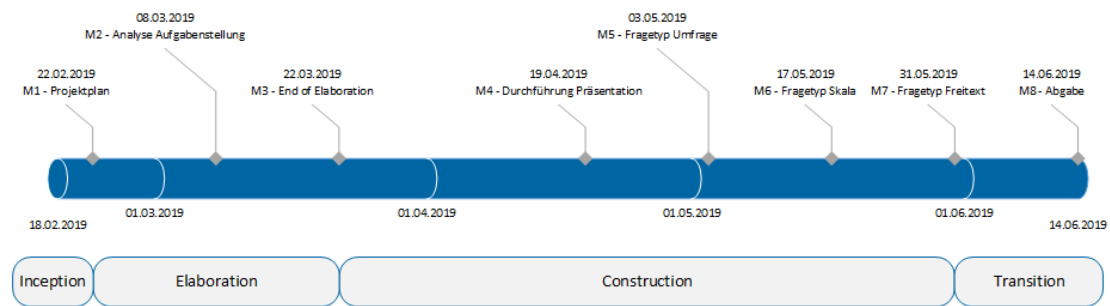 08.03.2019
M2 - Analyse Aufgabenstellung
03.05.2019
M5 - Fragetyp Umfrage
22.02.2019
M1 - Projektplan
22.03.2019
M3 - End of Elaboration
19.04.2019
M4 - Durchführung Präsentation
17.05.2019
M6 - Fragetyp Skala
31.05.2019
M7 - Fragetyp Freitext
14.06.2019
M8 - Abgabe
18.02.2019
01.03.2019
01.04.2019
01.05.2019
01.06.2019
14.06.2019
Inception
Elaboration
Construction
Transition